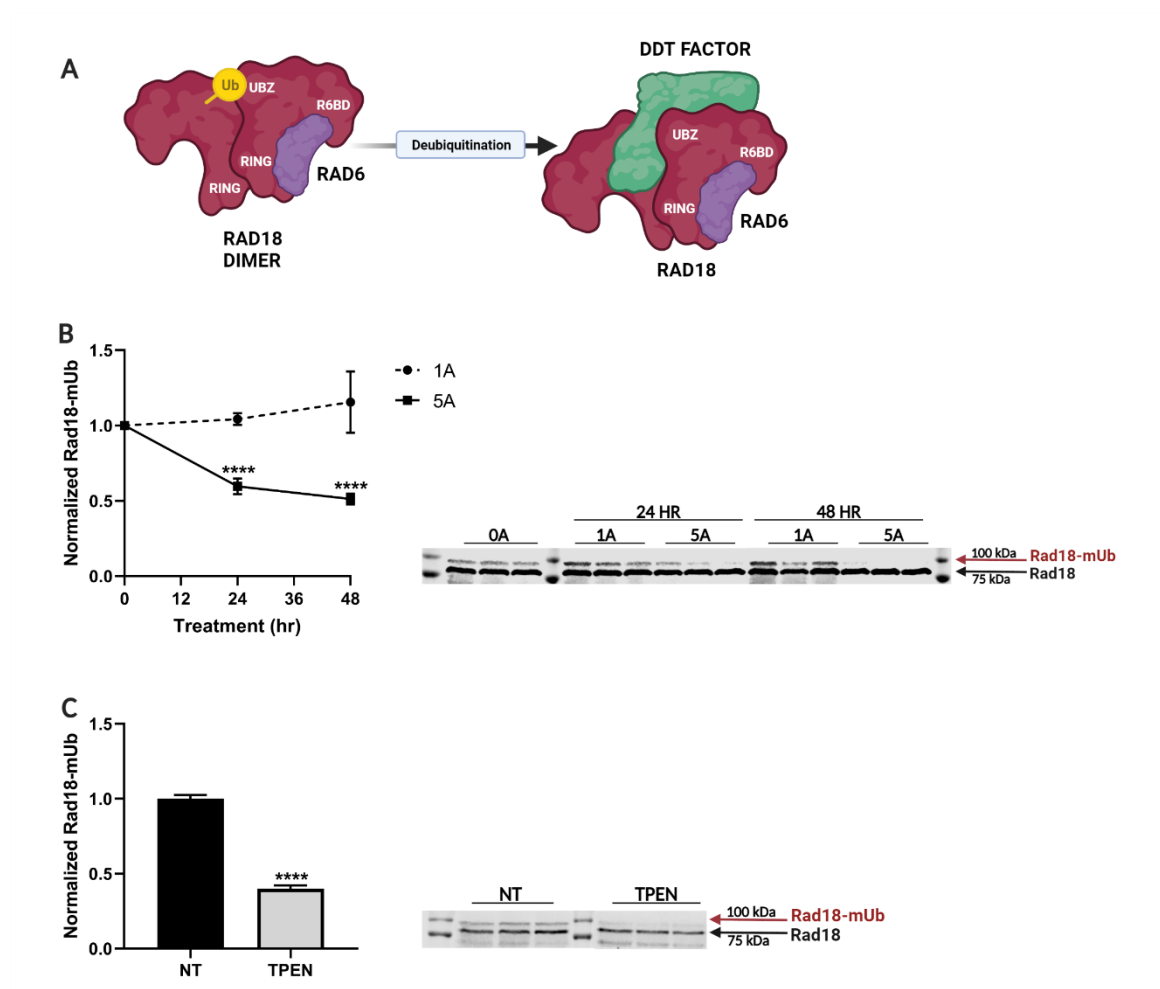 A
DDT FACTOR
Ub
UBZ
R6BD
RING
RAD6
RING
RAD18
DIMER
Deubiquitination
UBZ
R6BD
RING
RAD6
RAD18
B
Normalized Rad18-mUb
1.5
1.0
0.5
0.0
0 12 24 36 48
Treatment (hr)
****
****
1A
5A
24 HR 48 HR
0A 1A 5A 1A 5A
100 kDa Rad18-mUb
75 kDa Rad18
C
Normalized Rad18-mUb
1.5
1.0
0.5
0.0
****
NT TPEN
NT TPEN
100 kDa Rad18-mUb
75 kDa Rad18